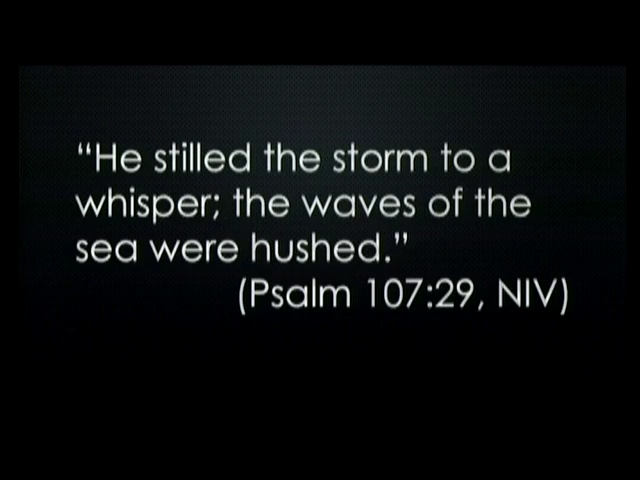 “He stilled the storm to a
whisper; the waves of the
sea were hushed.”
(Psalm 107:29, NIV)